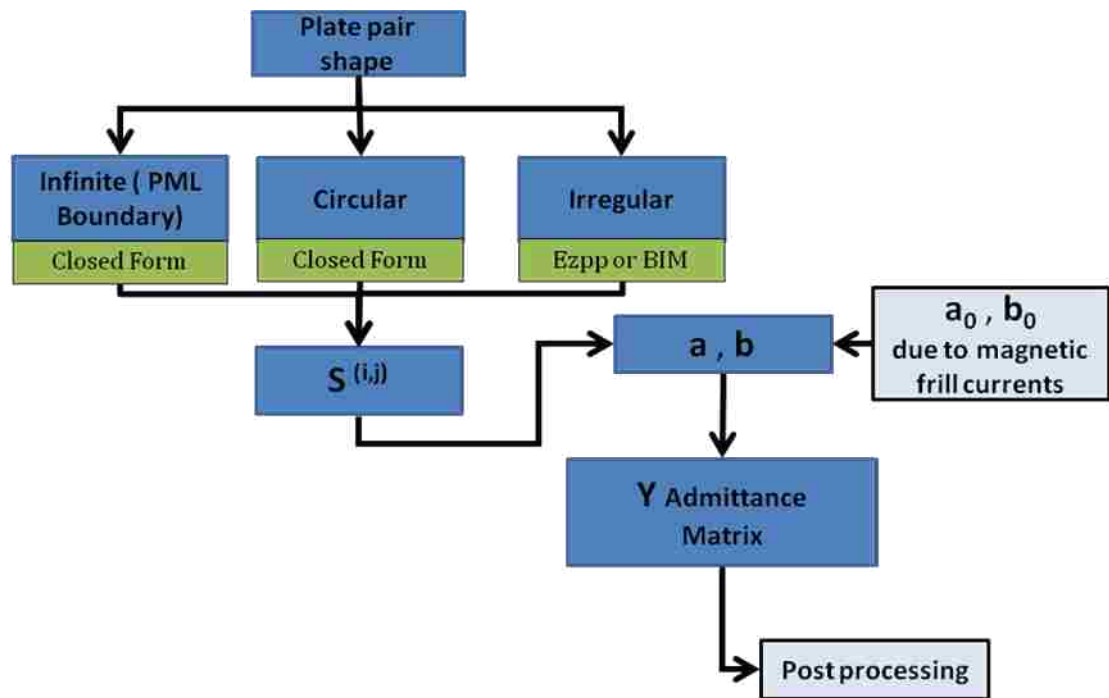 Plate pair
shape
Infinite ( PML
Boundary)
Closed Form
Circular
Closed Form
Irregular
Ezpp or BIM
S (i,j)
a , b
a0 , b0
due to magnetic
frill currents
Y Admittance
Matrix
Post processing